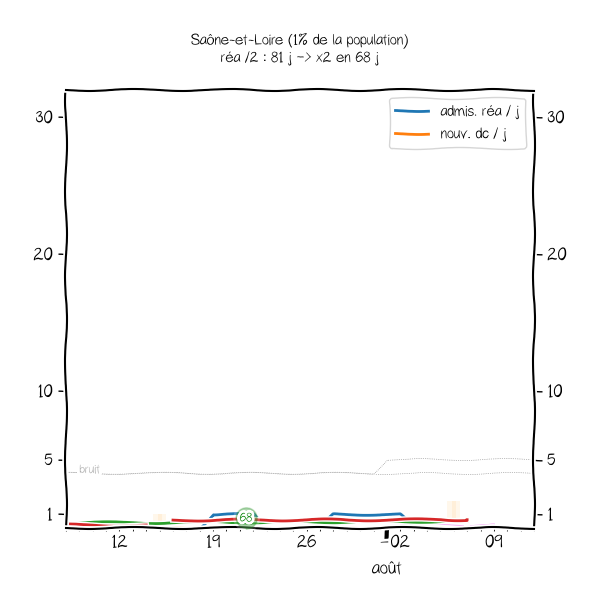 Saône-et-Loire (1% de la population)
réa /2 : 81 j -> x2 en 68 j
admis. réa / j
nouv. dc / j
30
30
20
20
10
10
5
5
bruit
1
1
68
12
19
26
02
09
août